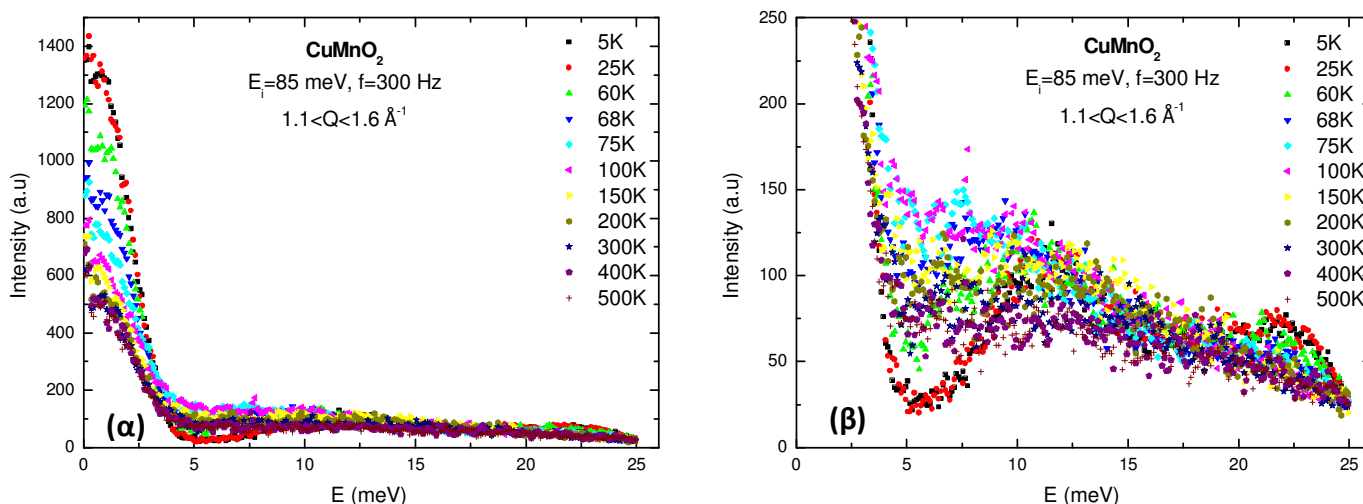 CuMnO₂
Eᵢ=85 meV, f=300 Hz
1.1<Q<1.6 Å⁻¹
5K
25K
60K
68K
75K
100K
150K
200K
300K
400K
500K
1400
1200
1000
800
600
400
200
0
Intensity (a.u)
(α)
0 5 10 15 20 25
E (meV)
CuMnO₂
Eᵢ=85 meV, f=300 Hz
1.1<Q<1.6 Å⁻¹
5K
25K
60K
68K
75K
100K
150K
200K
300K
400K
500K
250
200
150
100
50
0
Intensity (a.u)
(β)
0 5 10 15 20 25
E (meV)